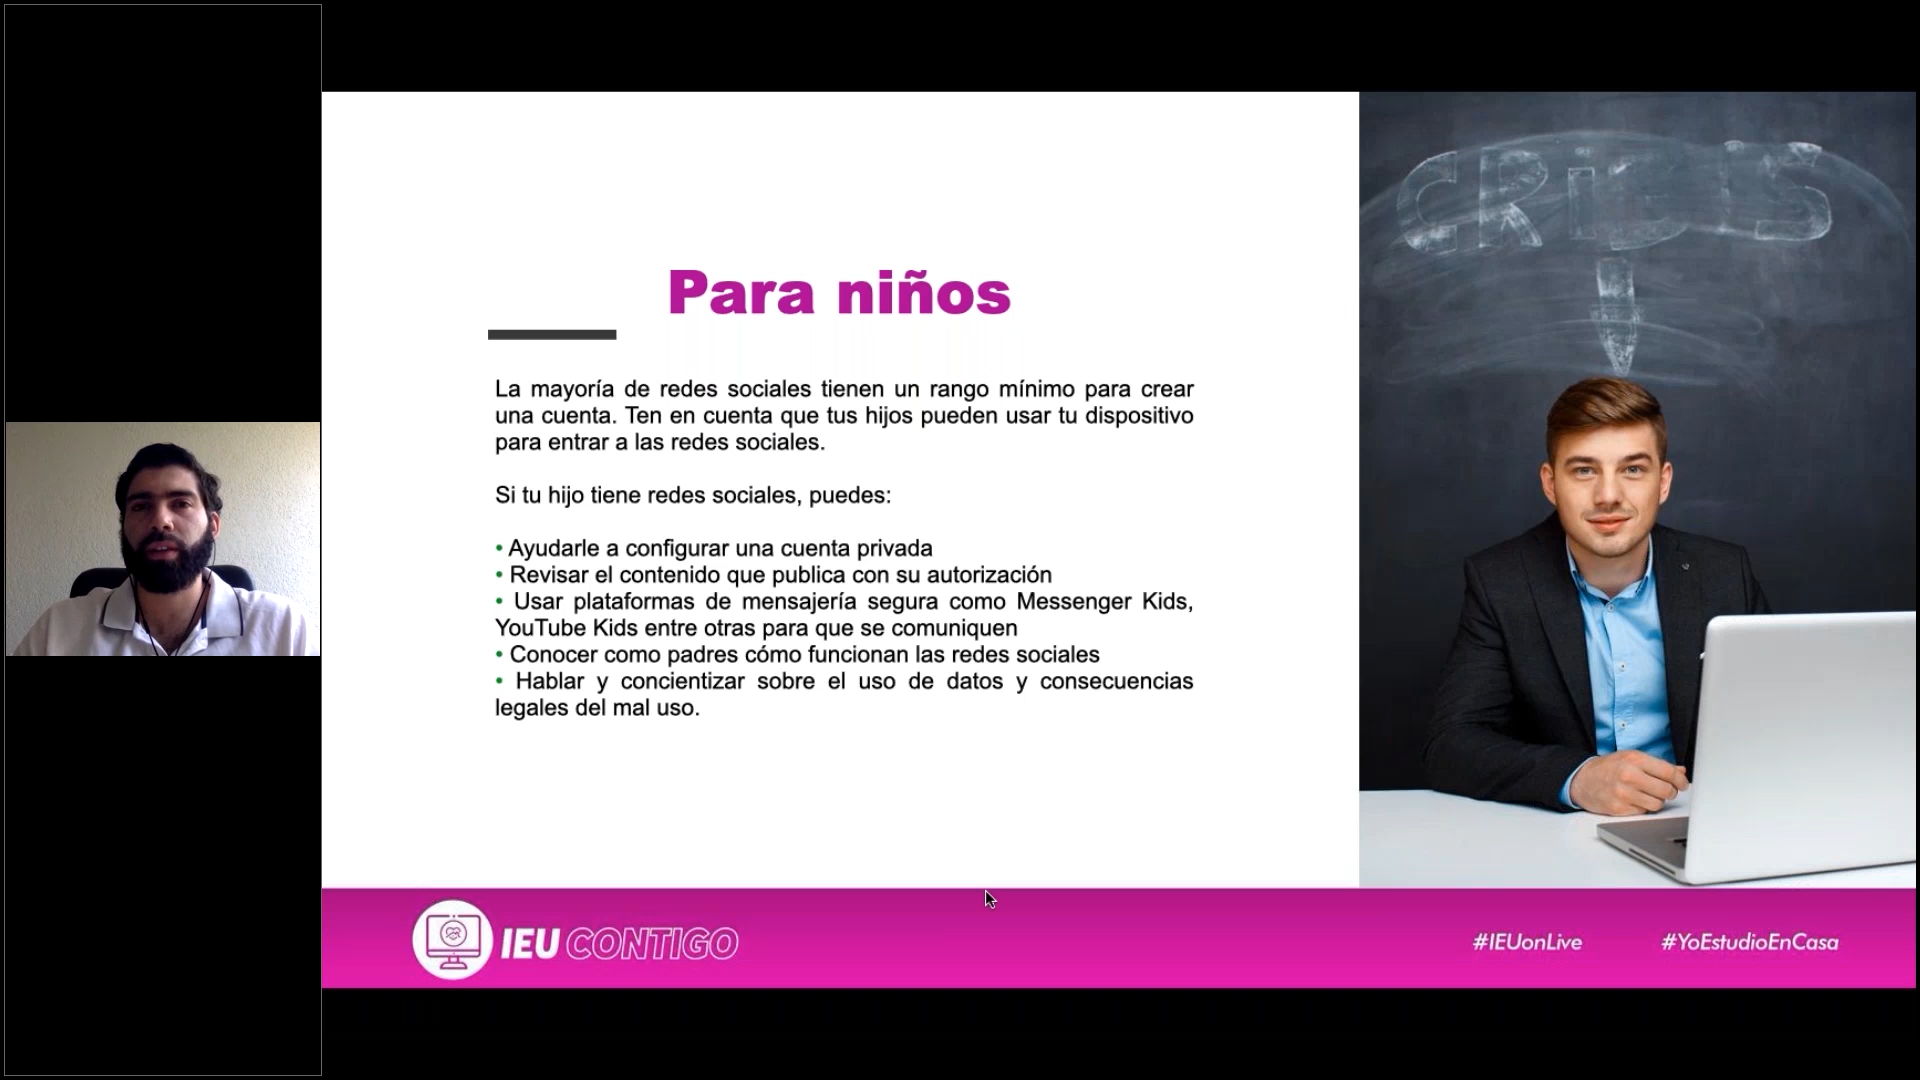 CRISIS
Para niños
La mayoría de redes sociales tienen un rango mínimo para crear
una cuenta. Ten en cuenta que tus hijos pueden usar tu dispositivo
para entrar a las redes sociales.
Si tu hijo tiene redes sociales, puedes:
• Ayudarle a configurar una cuenta privada
• Revisar el contenido que publica con su autorización
• Usar plataformas de mensajería segura como Messenger Kids,
YouTube Kids entre otras para que se comuniquen
• Conocer como padres cómo funcionan las redes sociales
• Hablar y concientizar sobre el uso de datos y consecuencias
legales del mal uso.
IEU CONTIGO
#IEUonLive
#YoEstudioEnCasa